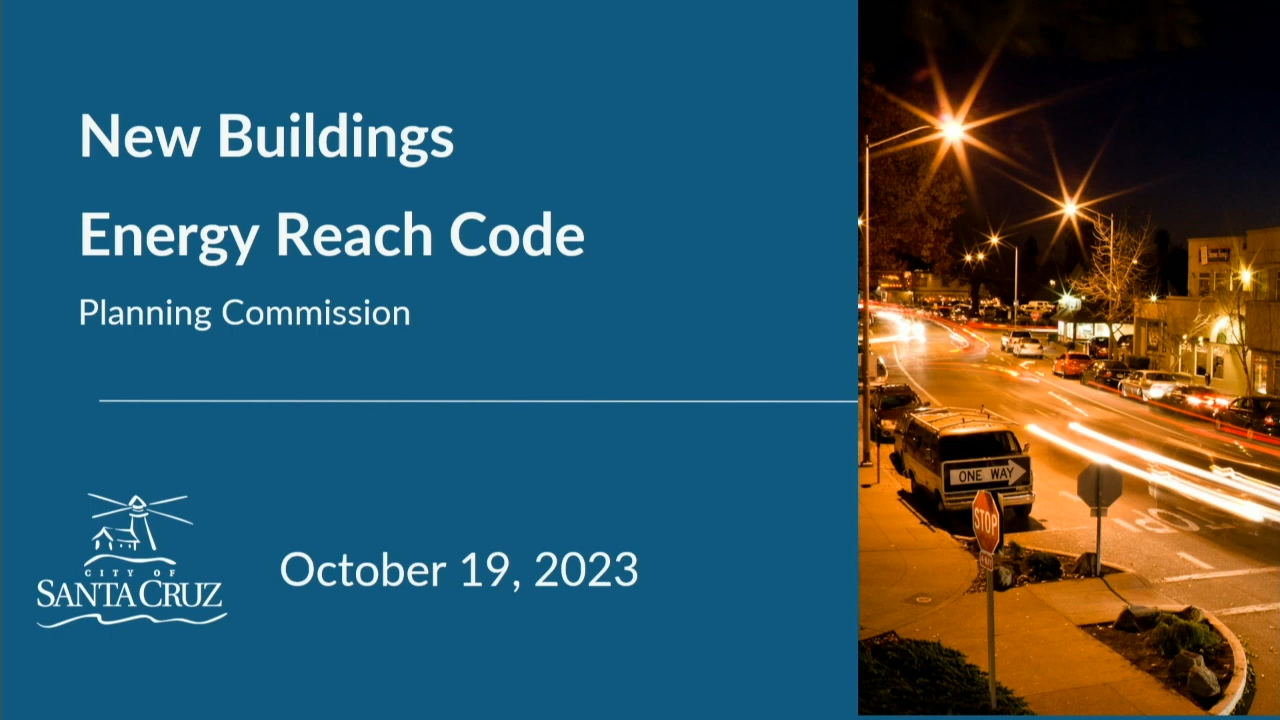 New Buildings
Energy Reach Code
Planning Commission
CITY OF
SANTA CRUZ
October 19, 2023
ONE WAY
STOP